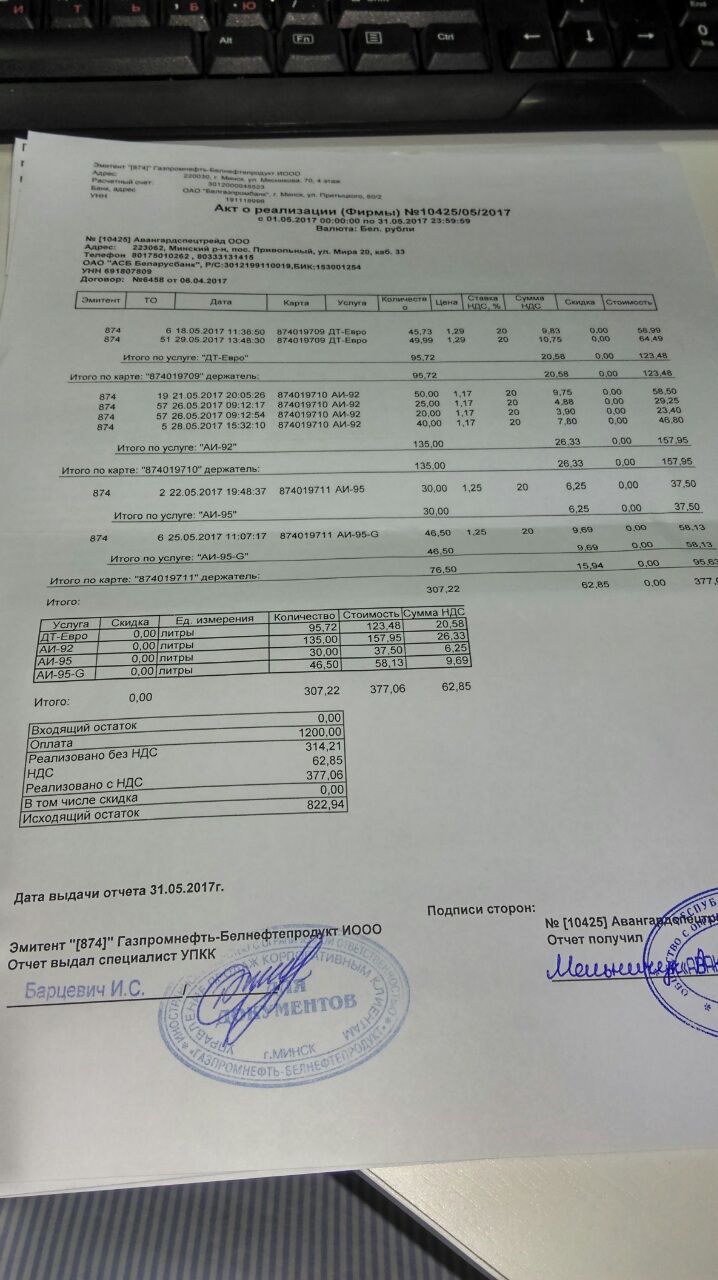 Эмитент "[874]" Газпромнефть-Белнефтепродукт ИООО
Адрес: 220030, г. Минск, ул. Мясникова, 70, 4 этаж
Расчетный счет: 3012000045523
Банк, адрес ОАО "Белгазпромбанк", г. Минск, ул. Притыцкого, 60/2
УНН
Акт о реализации (Фирмы) №10425/05/2017
с 01.05.2017 00:00:00 по 31.05.2017 23:59:59
Валюта: Бел. рубли
№ [10425] Авангардспецтрейд ООО
Адрес: 223062, Минский р-н, пос. Привольный, ул. Мира 20, каб. 33
Телефон 80175010262 , 80333131415
ОАО "АСБ Беларусбанк", Р/С:3012199110019,БИК:153001254
УНН 691807809
Договор: №6458 от 06.04.2017
Эмитент ТО Дата Карта Услуга Количество Цена Ставка НДС, % Сумма НДС Скидка Стоимость
874 6 18.05.2017 11:38:50 874019709 ДТ-Евро 45,73 1,29 20 9,83 0,00 58,99
874 51 29.05.2017 13:48:30 874019709 ДТ-Евро 49,99 1,29 20 10,75 0,00 64,49
Итого по услуге: "ДТ-Евро" 95,72 20,58 0,00 123,48
Итого по карте: "874019709" держатель: 95,72 20,58 0,00 123,48
874 19 21.05.2017 20:05:26 874019710 АИ-92 50,00 1,17 20 9,75 0,00 58,50
874 57 26.05.2017 09:12:17 874019710 АИ-92 25,00 1,17 20 4,88 0,00 29,25
874 57 26.05.2017 09:12:54 874019710 АИ-92 20,00 1,17 20 3,90 0,00 23,40
874 5 28.05.2017 15:32:10 874019710 АИ-92 40,00 1,17 20 7,80 0,00 46,80
Итого по услуге: "АИ-92" 135,00 26,33 0,00 157,95
Итого по карте: "874019710" держатель: 135,00 26,33 0,00 157,95
874 2 22.05.2017 19:48:37 874019711 АИ-95 30,00 1,25 20 6,25 0,00 37,50
Итого по услуге: "АИ-95" 30,00 6,25 0,00 37,50
874 6 25.05.2017 11:07:17 874019711 АИ-95-G 46,50 1,25 20 9,69 0,00 58,13
Итого по услуге: "АИ-95-G" 46,50 9,69 0,00 58,13
Итого по карте: "874019711" держатель: 76,50 15,94 0,00 95,63
Итого: 307,22 62,85 0,00 377,0
Услуга Скидка Ед. измерения Количество Стоимость Сумма НДС
ДТ-Евро 0,00 литры 95,72 123,48 20,58
АИ-92 0,00 литры 135,00 157,95 26,33
АИ-95 0,00 литры 30,00 37,50 6,25
АИ-95-G 0,00 литры 46,50 58,13 9,69
Итого: 0,00 307,22 377,06 62,85
Входящий остаток 0,00
Оплата 1200,00
Реализовано без НДС 314,21
НДС 62,85
Реализовано с НДС 377,06
В том числе скидка 0,00
Исходящий остаток 822,94
Дата выдачи отчета 31.05.2017г.
Подписи сторон:
Эмитент "[874]" Газпромнефть-Белнефтепродукт ИООО
Отчет выдал специалист УПКК
Барцевич И.С. /
№ [10425] Авангардспецтре
Отчет получил
УПРАВЛЕНИЕ ПРОДАЖ КОРПОРАТИВНЫМ КЛИЕНТАМ
ДЛЯ ДОКУМЕНТОВ
г.МИНСК
"ГАЗПРОМНЕФТЬ-БЕЛНЕФТЕПРОДУКТ"
Alt
Fn
Ctrl